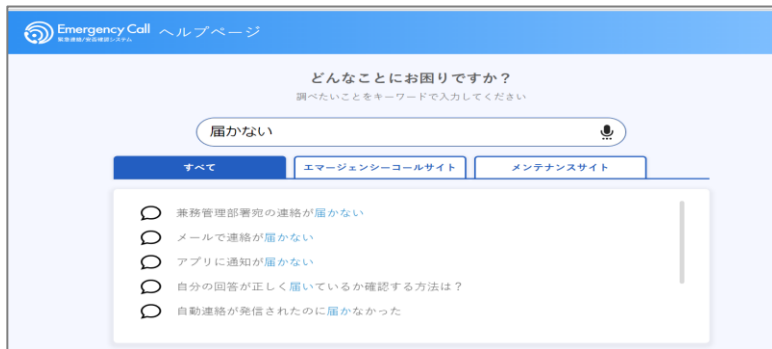 Emergency Call ヘルプページ
緊急連絡/安否確認システム
どんなことにお困りですか？
調べたいことをキーワードで入力してください
届かない
すべて エマージェンシーコールサイト メンテナンスサイト
兼務管理部署宛の連絡が届かない
メールで連絡が届かない
アプリに通知が届かない
自分の回答が正しく届いているか確認する方法は？
自動連絡が発信されたのに届かなかった